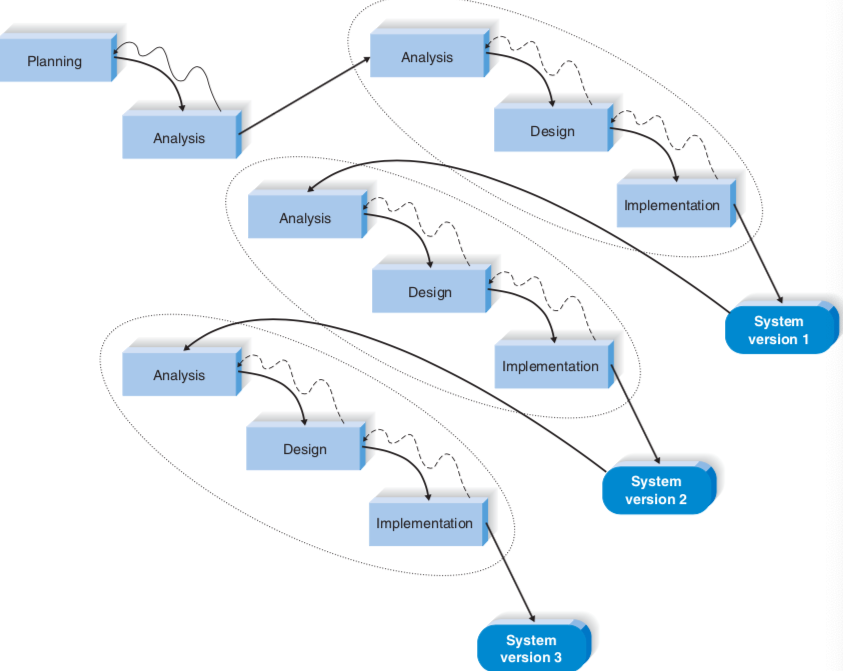 Planning
Analysis
Analysis
Design
Implementation
System
version 1
Analysis
Design
Implementation
System
version 2
Analysis
Design
Implementation
System
version 3